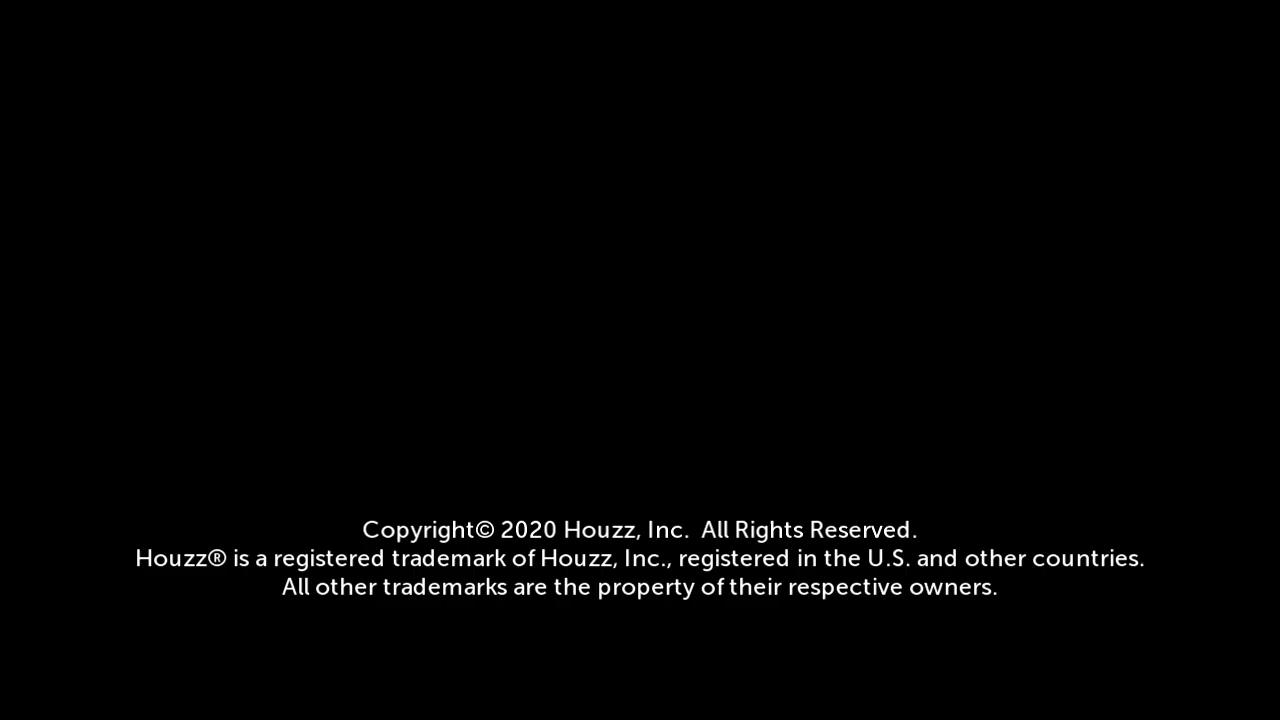 Copyright© 2020 Houzz, Inc.  All Rights Reserved.
Houzz® is a registered trademark of Houzz, Inc., registered in the U.S. and other countries.
All other trademarks are the property of their respective owners.